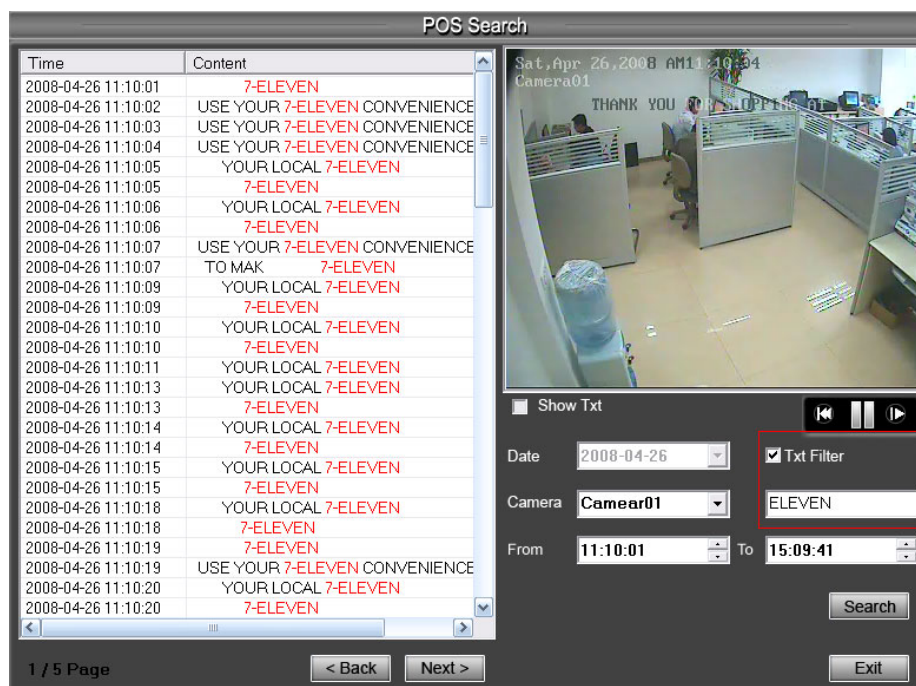 POS Search
Time Content
2008-04-26 11:10:01 7-ELEVEN
2008-04-26 11:10:02 USE YOUR 7-ELEVEN CONVENIENCE
2008-04-26 11:10:03 USE YOUR 7-ELEVEN CONVENIENCE
2008-04-26 11:10:04 USE YOUR 7-ELEVEN CONVENIENCE
2008-04-26 11:10:05 YOUR LOCAL 7-ELEVEN
2008-04-26 11:10:05 7-ELEVEN
2008-04-26 11:10:06 YOUR LOCAL 7-ELEVEN
2008-04-26 11:10:06 7-ELEVEN
2008-04-26 11:10:07 USE YOUR 7-ELEVEN CONVENIENCE
2008-04-26 11:10:07 TO MAK 7-ELEVEN
2008-04-26 11:10:09 YOUR LOCAL 7-ELEVEN
2008-04-26 11:10:09 7-ELEVEN
2008-04-26 11:10:10 YOUR LOCAL 7-ELEVEN
2008-04-26 11:10:10 7-ELEVEN
2008-04-26 11:10:11 YOUR LOCAL 7-ELEVEN
2008-04-26 11:10:13 YOUR LOCAL 7-ELEVEN
2008-04-26 11:10:13 7-ELEVEN
2008-04-26 11:10:14 YOUR LOCAL 7-ELEVEN
2008-04-26 11:10:14 7-ELEVEN
2008-04-26 11:10:15 YOUR LOCAL 7-ELEVEN
2008-04-26 11:10:15 7-ELEVEN
2008-04-26 11:10:18 YOUR LOCAL 7-ELEVEN
2008-04-26 11:10:18 7-ELEVEN
2008-04-26 11:10:19 7-ELEVEN
2008-04-26 11:10:19 USE YOUR 7-ELEVEN CONVENIENCE
2008-04-26 11:10:20 YOUR LOCAL 7-ELEVEN
2008-04-26 11:10:20 7-ELEVEN
1 / 5 Page < Back Next >
Sat,Apr 26,2008 AM11:10:04
Camera01
THANK YOU FOR SHOPPING AT
Show Txt
Date 2008-04-26 Txt Filter
Camera Camear01 ELEVEN
From 11:10:01 To 15:09:41
Search
Exit